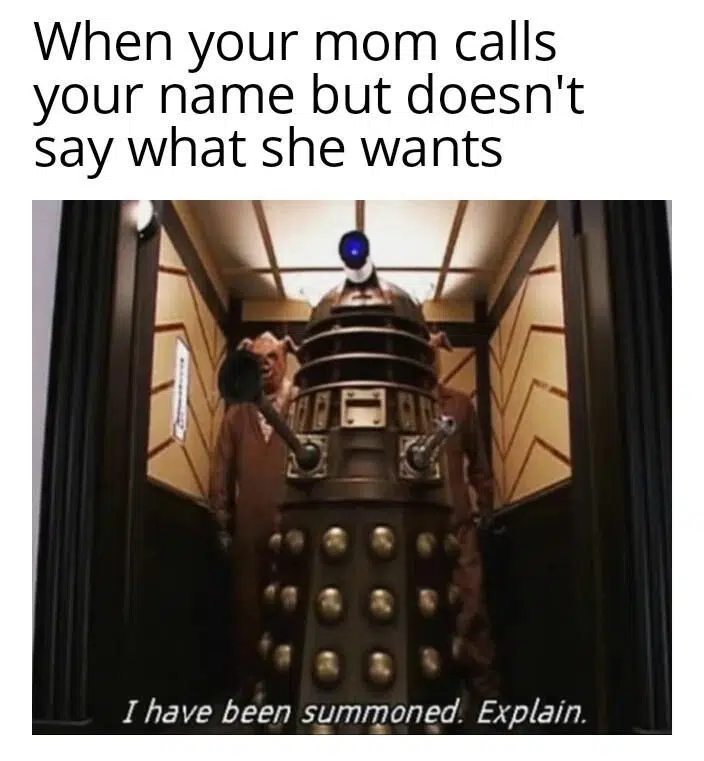 When your mom calls
your name but doesn't
say what she wants
I have been summoned. Explain.